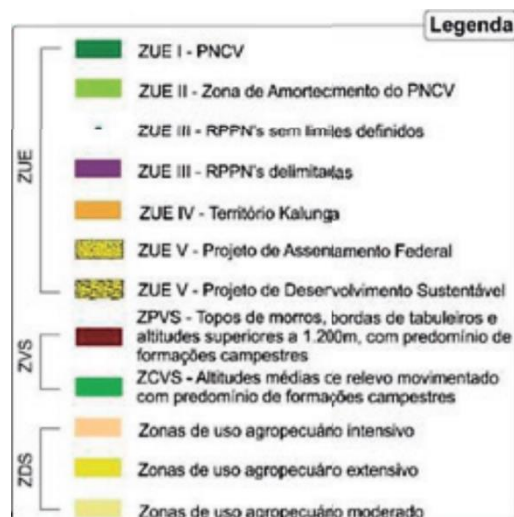 Legenda
ZUE
ZUE I - PNCV
ZUE II - Zona de Amortecimento do PNCV
ZUE III - RPPN's sem limites definidos
ZUE III - RPPN's delimitadas
ZUE IV - Território Kalunga
ZUE V - Projeto de Assentamento Federal
ZUE V - Projeto de Desenvolvimento Sustentável
ZVS
ZPVS - Topos de morros, bordas de tabuleiros e
altitudes superiores a 1.200m, com predomínio de
formações campestres
ZCVS - Altitudes médias ce relevo movimentado
com predomínio de formações campestres
ZDS
Zonas de uso agropecuário intensivo
Zonas de uso agropecuário extensivo
Zonas de uso agropecuário moderado